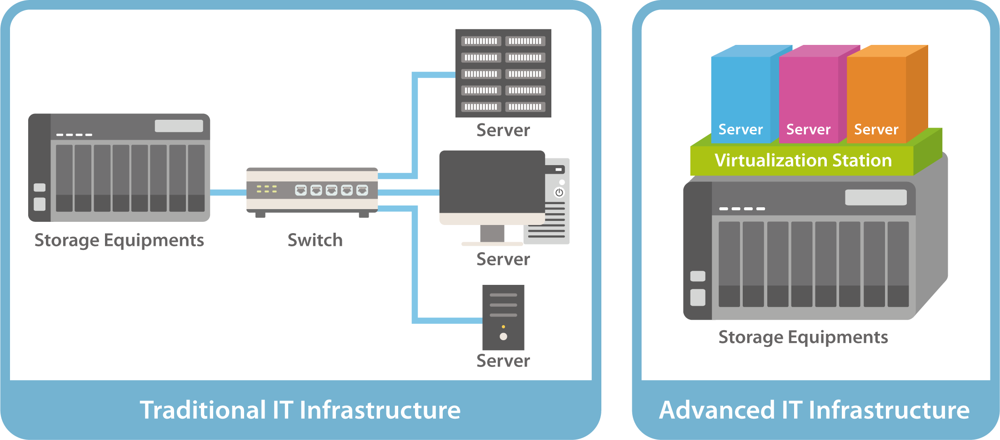 Server
Storage Equipments
Switch
Server
Server
Traditional IT Infrastructure
Server
Server
Server
Virtualization Station
Storage Equipments
Advanced IT Infrastructure